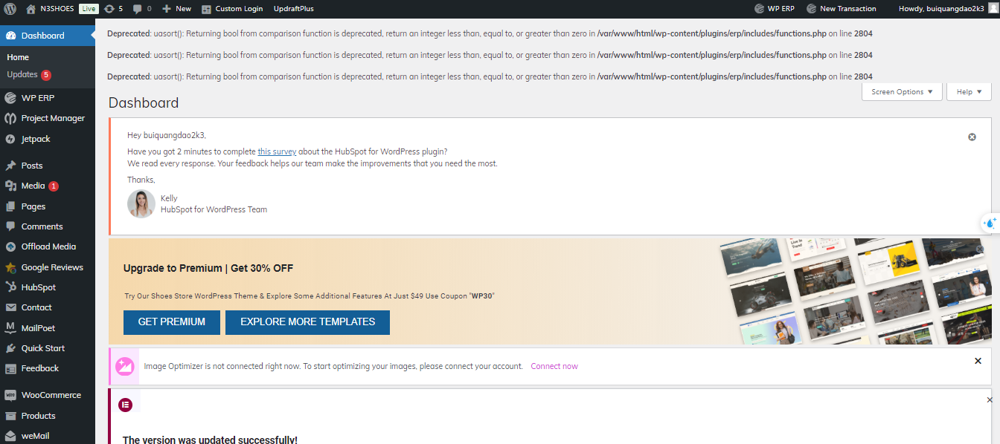 N3SHOES Live 5 0 New Custom Login UpdraftPlus WP ERP New Transaction Howdy, buiquangdao2k3
Dashboard
Home
Updates 5
WP ERP
Project Manager
Jetpack
Posts
Media 1
Pages
Comments
Offload Media
Google Reviews
HubSpot
Contact
MailPoet
Quick Start
Feedback
WooCommerce
Products
weMail
Deprecated: uasort(): Returning bool from comparison function is deprecated, return an integer less than, equal to, or greater than zero in /var/www/html/wp-content/plugins/erp/includes/functions.php on line 2804
Deprecated: uasort(): Returning bool from comparison function is deprecated, return an integer less than, equal to, or greater than zero in /var/www/html/wp-content/plugins/erp/includes/functions.php on line 2804
Deprecated: uasort(): Returning bool from comparison function is deprecated, return an integer less than, equal to, or greater than zero in /var/www/html/wp-content/plugins/erp/includes/functions.php on line 2804
Screen Options ▼ Help ▼
Dashboard
Hey buiquangdao2k3,
Have you got 2 minutes to complete this survey about the HubSpot for WordPress plugin?
We read every response. Your feedback helps our team make the improvements that you need the most.
Thanks,
Kelly
HubSpot for WordPress Team
Upgrade to Premium | Get 30% OFF
Try Our Shoes Store WordPress Theme & Explore Some Additional Features At Just $49 Use Coupon "WP30"
GET PREMIUM EXPLORE MORE TEMPLATES
Image Optimizer is not connected right now. To start optimizing your images, please connect your account. Connect now
The version was updated successfully!